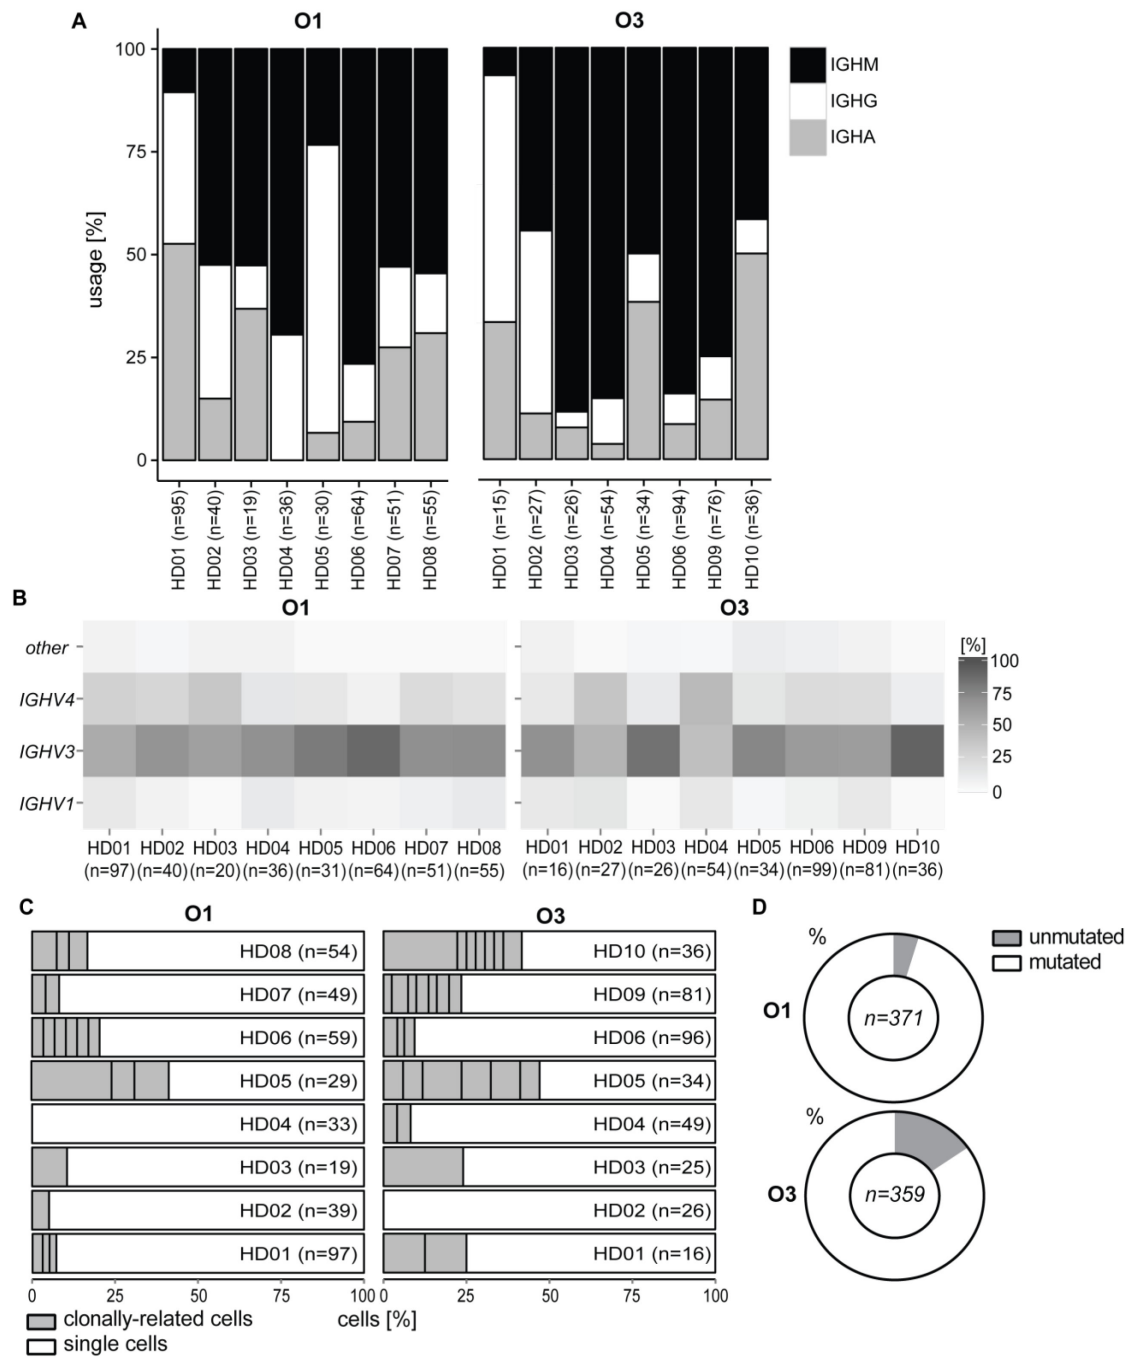 A
O1
O3
100
75
50
25
0
usage [%]
IGHM
IGHG
IGHA
HD01 (n=95)
HD02 (n=40)
HD03 (n=19)
HD04 (n=36)
HD05 (n=30)
HD06 (n=64)
HD07 (n=51)
HD08 (n=55)
HD01 (n=15)
HD02 (n=27)
HD03 (n=26)
HD04 (n=54)
HD05 (n=34)
HD06 (n=94)
HD09 (n=76)
HD10 (n=36)
B
O1
O3
other
IGHV4
IGHV3
IGHV1
[%]
100
75
50
25
0
HD01 HD02 HD03 HD04 HD05 HD06 HD07 HD08
(n=97) (n=40) (n=20) (n=36) (n=31) (n=64) (n=51) (n=55)
HD01 HD02 HD03 HD04 HD05 HD06 HD09 HD10
(n=16) (n=27) (n=26) (n=54) (n=34) (n=99) (n=81) (n=36)
C
O1
O3
HD08 (n=54)
HD07 (n=49)
HD06 (n=59)
HD05 (n=29)
HD04 (n=33)
HD03 (n=19)
HD02 (n=39)
HD01 (n=97)
0 25 50 75 100
HD10 (n=36)
HD09 (n=81)
HD06 (n=96)
HD05 (n=34)
HD04 (n=49)
HD03 (n=25)
HD02 (n=26)
HD01 (n=16)
0 25 50 75 100
cells [%]
clonally-related cells
single cells
D
unmutated
mutated
%
O1
n=371
%
O3
n=359